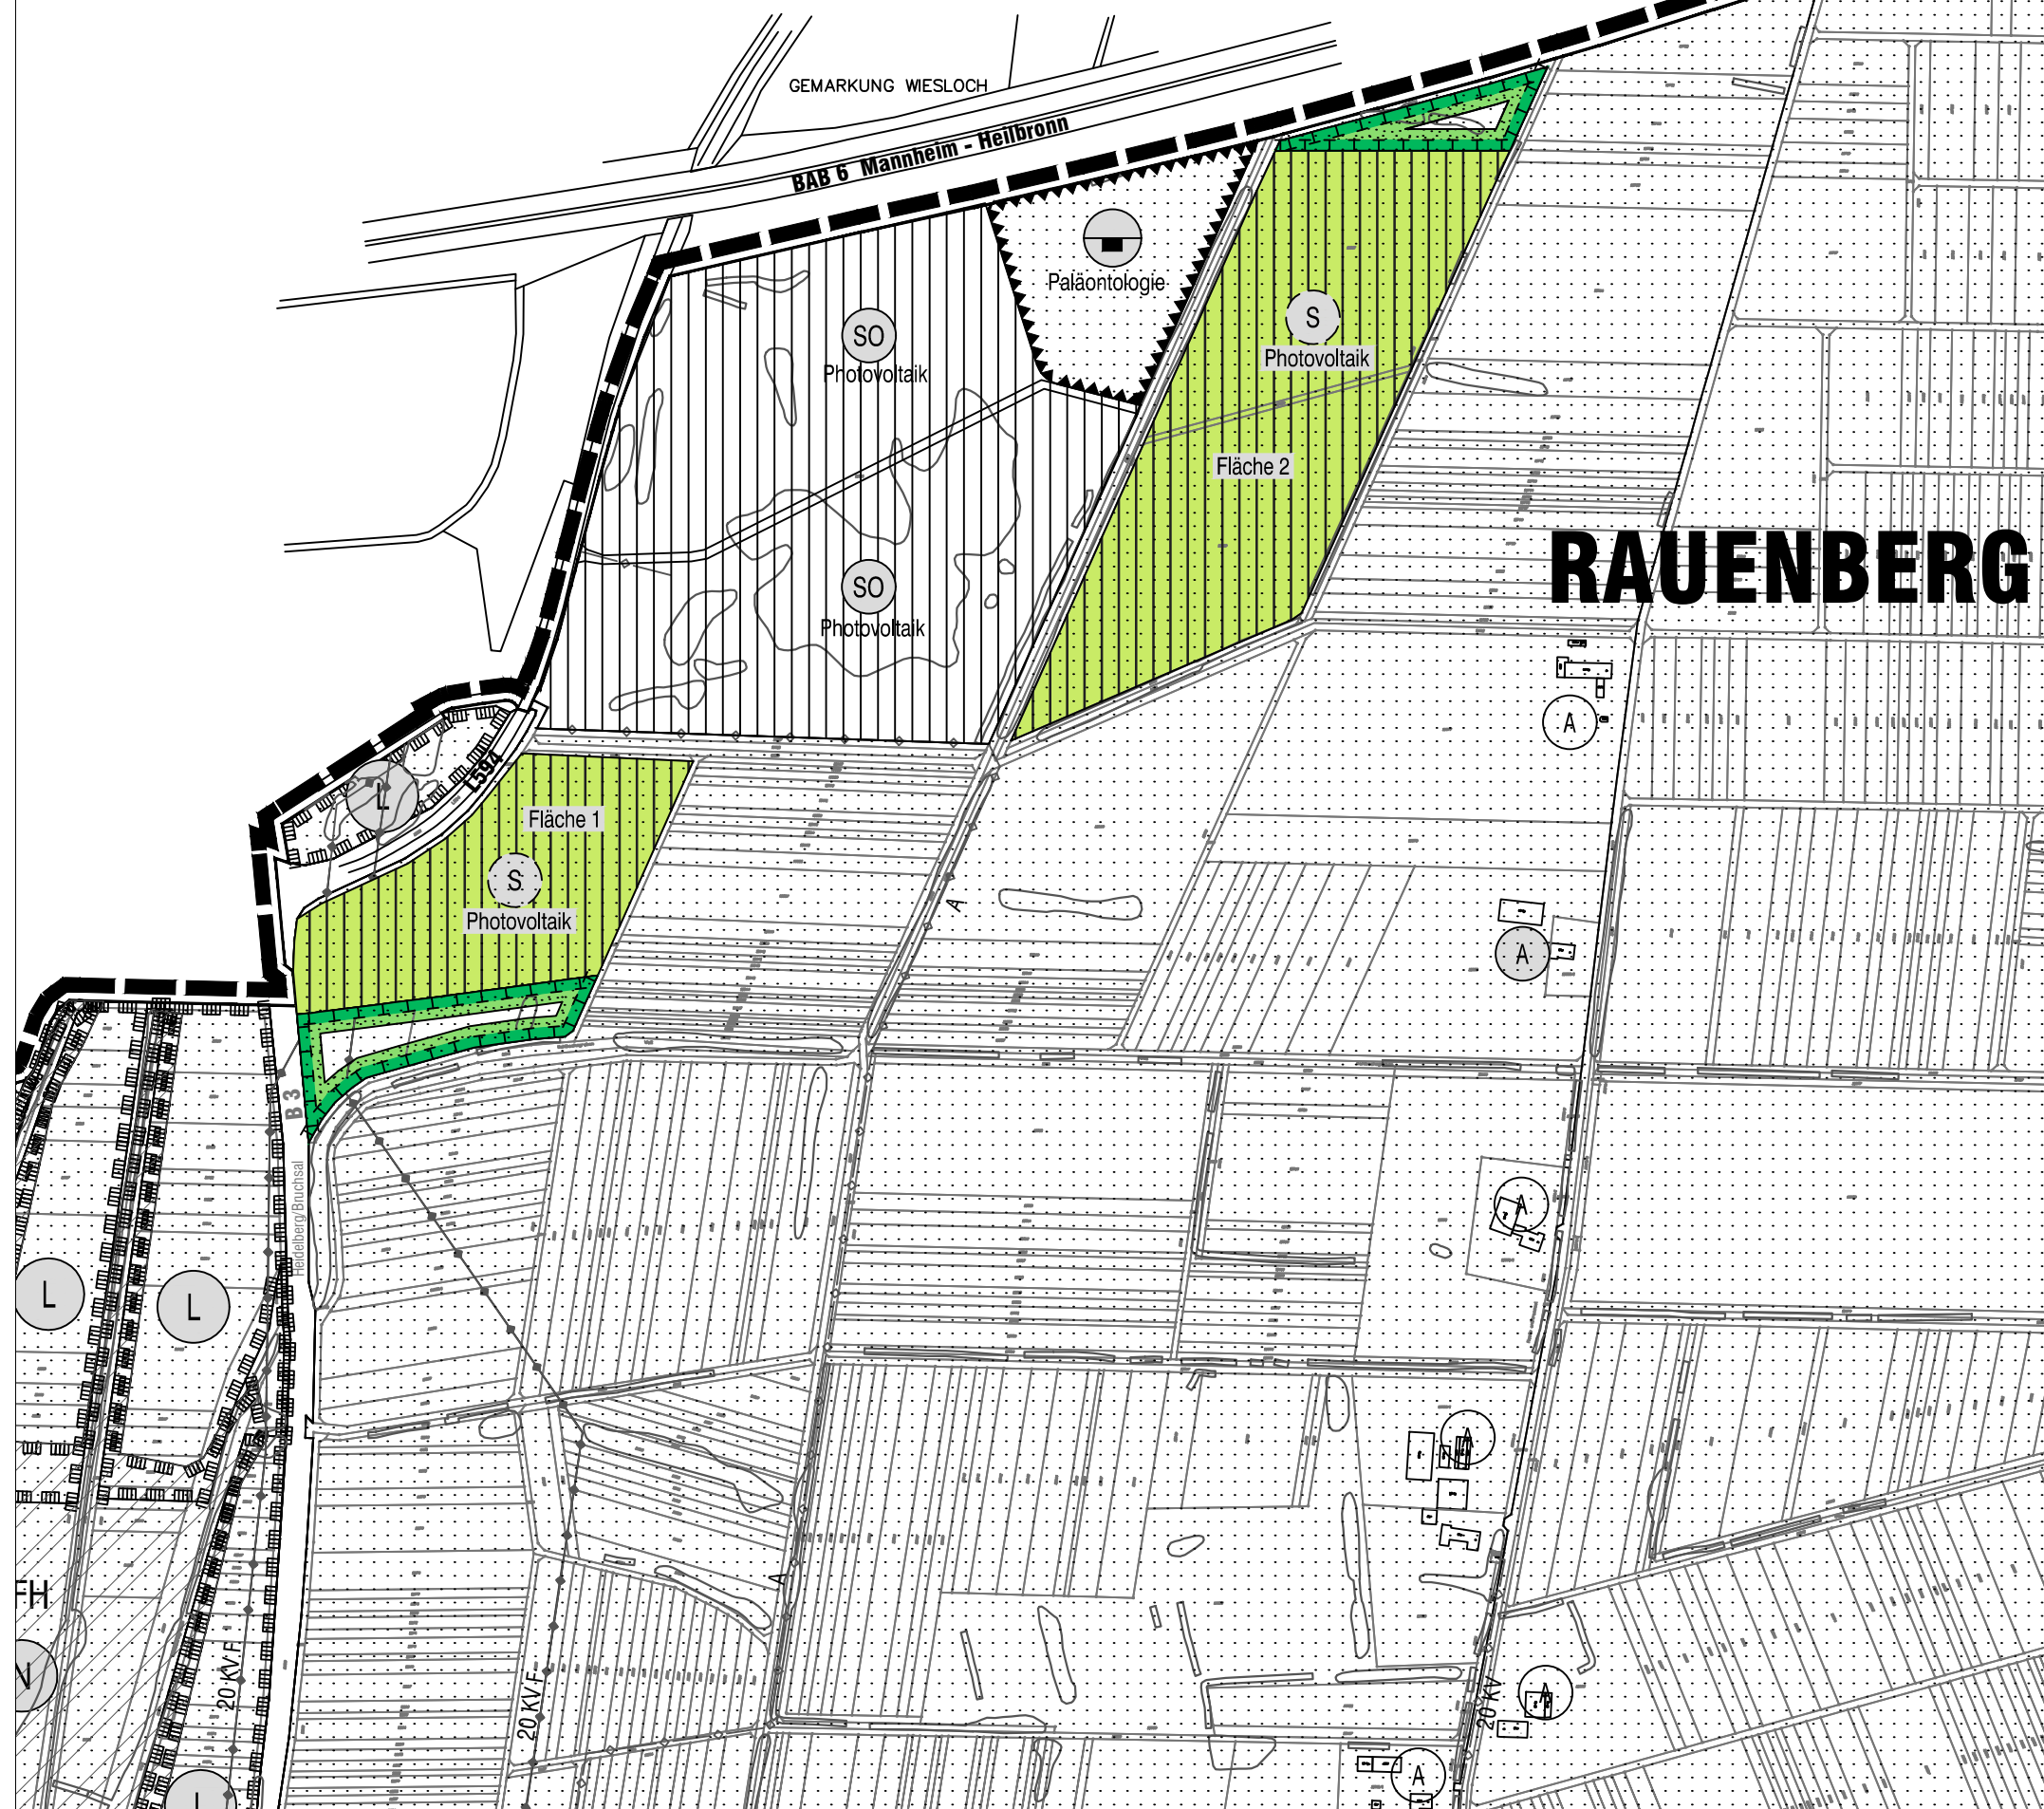 GEMARKUNG WIESLOCH
BAB 6 Mannheim - Heilbronn
Paläontologie
SO
Photovoltaik
S
Photovoltaik
Fläche 2
RAUENBERG
SO
Photovoltaik
A
L
L594
Fläche 1
S
Photovoltaik
A
A
B 3
Heidelberg/Bruchsal
A
L
L
A
FH
N
A
20 KV F
20 KV F
20 KV
A
A
L